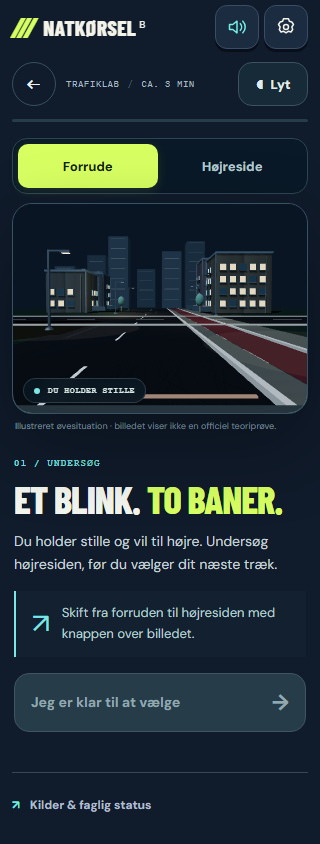 NATKØRSEL B
TRAFIKLAB / CA. 3 MIN
Lyt
Forrude
Højreside
DU HOLDER STILLE
Illustreret øvesituation · billedet viser ikke en officiel teoriprøve.
01 / UNDERSØG
ET BLINK. TO BANER.
Du holder stille og vil til højre. Undersøg
højresiden, før du vælger dit næste træk.
Skift fra forruden til højresiden med
knappen over billedet.
Jeg er klar til at vælge
Kilder & faglig status